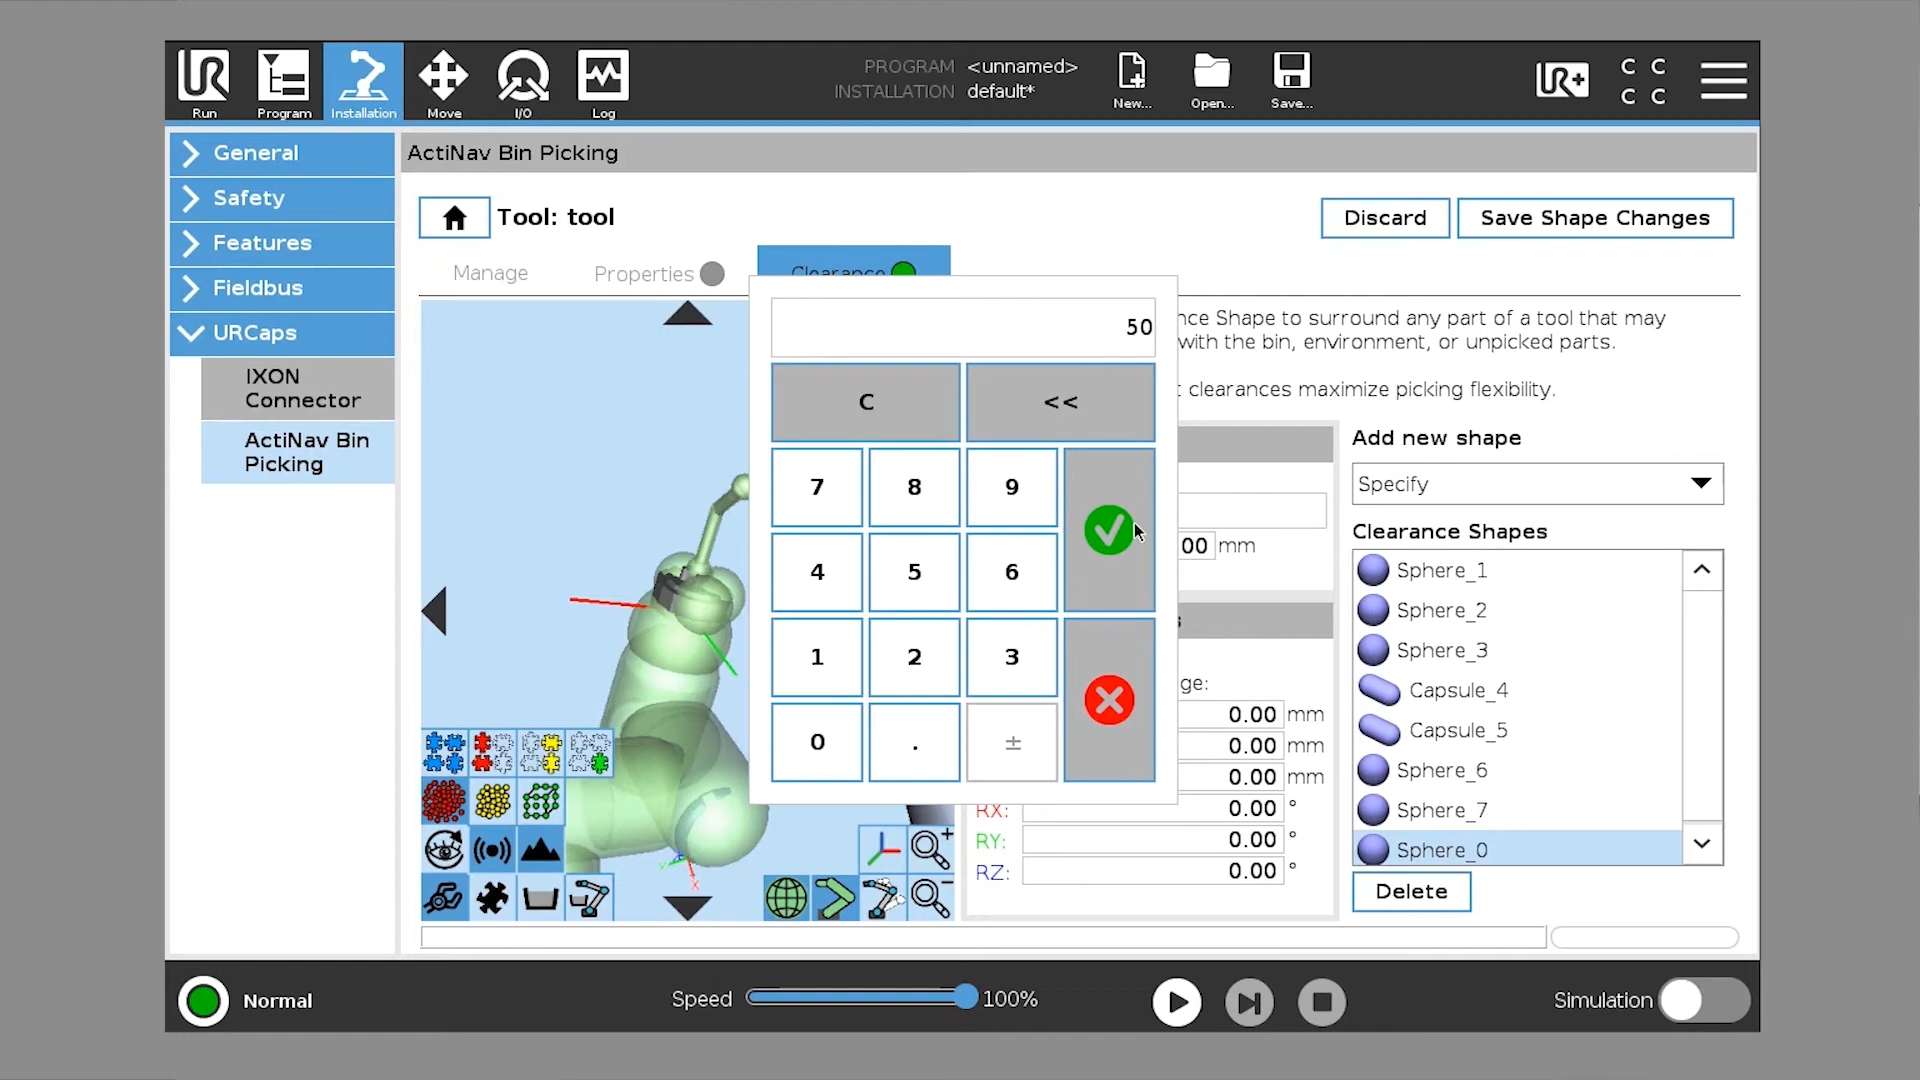 Run
Program
Installation
Move
I/O
Log
PROGRAM <unnamed>
INSTALLATION default*
New...
Open...
Save...
UR+
C C
C C
General
Safety
Features
Fieldbus
URCaps
IXON
Connector
ActiNav Bin
Picking
ActiNav Bin Picking
Tool: tool
Discard
Save Shape Changes
Manage
Properties
Clearance
50
C
<<
7
8
9
4
5
6
1
2
3
0
.
±
nce Shape to surround any part of a tool that may
with the bin, environment, or unpicked parts.
t clearances maximize picking flexibility.
00 mm
ge:
0.00 mm
0.00 mm
0.00 mm
RX: 0.00 °
RY: 0.00 °
RZ: 0.00 °
Add new shape
Specify
Clearance Shapes
Sphere_1
Sphere_2
Sphere_3
Capsule_4
Capsule_5
Sphere_6
Sphere_7
Sphere_0
Delete
Normal
Speed
100%
Simulation